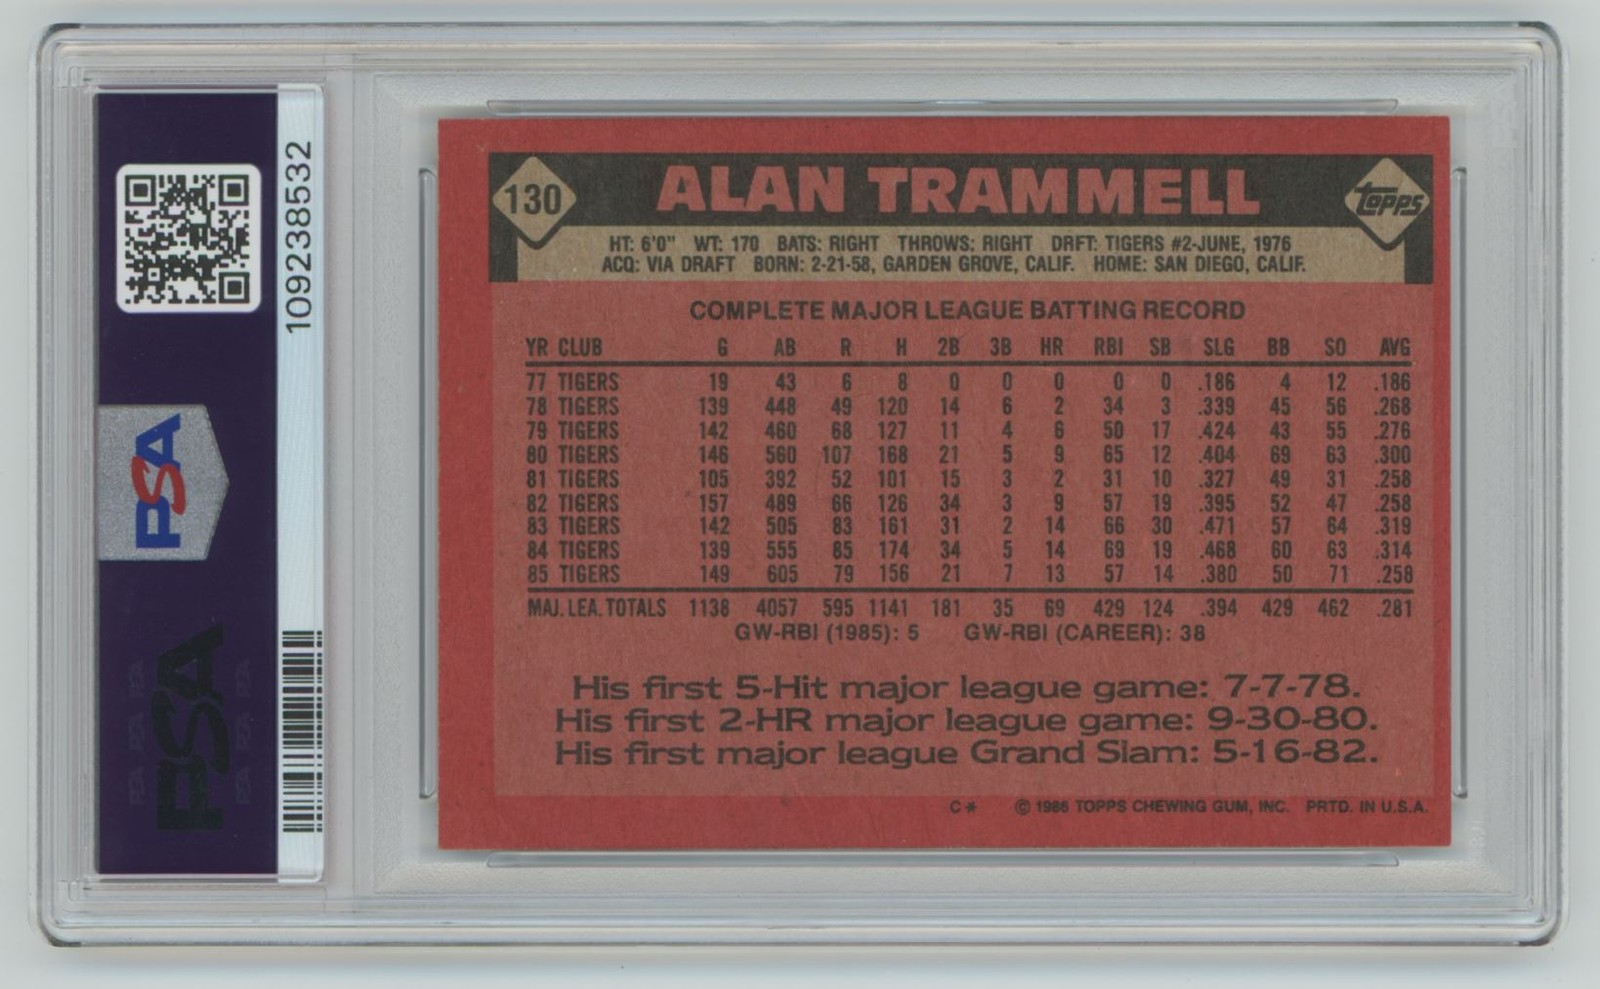 109238532
PSA
PSA
130
ALAN TRAMMELL
topps
HT: 6'0" WT: 170 BATS: RIGHT THROWS: RIGHT DRFT: TIGERS #2-JUNE, 1976
ACQ: VIA DRAFT BORN: 2-21-58, GARDEN GROVE, CALIF. HOME: SAN DIEGO, CALIF.
COMPLETE MAJOR LEAGUE BATTING RECORD
YR CLUB G AB R H 2B 3B HR RBI SB SLG BB SO AVG
77 TIGERS 19 43 6 8 0 0 0 0 0 .186 4 12 .186
78 TIGERS 139 448 49 120 14 6 2 34 3 .339 45 56 .268
79 TIGERS 142 460 68 127 11 4 6 50 17 .424 43 55 .276
80 TIGERS 146 560 107 168 21 5 9 65 12 .404 69 63 .300
81 TIGERS 105 392 52 101 15 3 2 31 10 .327 49 31 .258
82 TIGERS 157 489 66 126 34 3 9 57 19 .395 52 47 .258
83 TIGERS 142 505 83 161 31 2 14 66 30 .471 57 64 .319
84 TIGERS 139 555 85 174 34 5 14 69 19 .468 60 63 .314
85 TIGERS 149 605 79 156 21 7 13 57 14 .380 50 71 .258
MAJ. LEA. TOTALS 1138 4057 595 1141 181 35 69 429 124 .394 429 462 .281
GW-RBI (1985): 5 GW-RBI (CAREER): 38
His first 5-Hit major league game: 7-7-78.
His first 2-HR major league game: 9-30-80.
His first major league Grand Slam: 5-16-82.
C* © 1986 TOPPS CHEWING GUM, INC. PRTD. IN U.S.A.